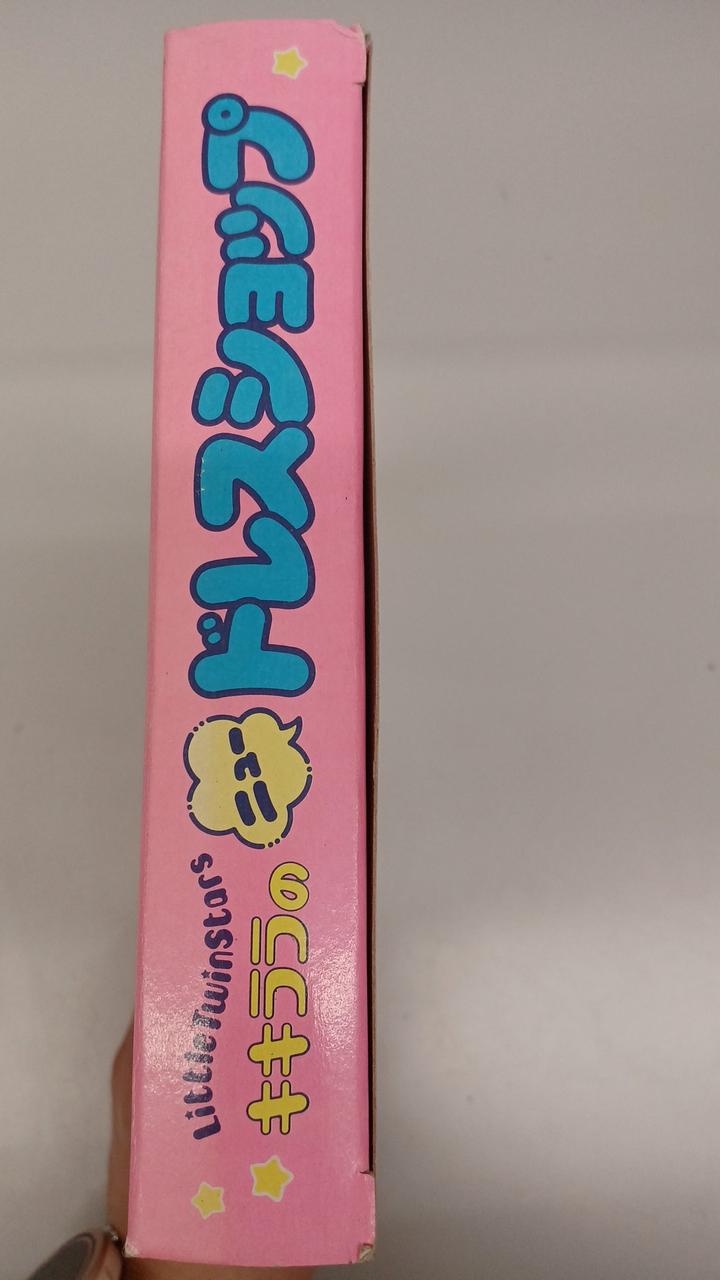 LittleTwinStars
キキララの
ニュー
ドレスショップ